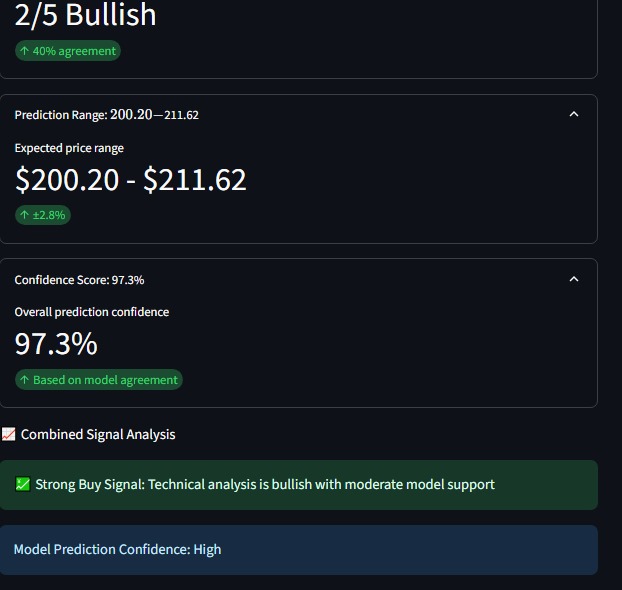 2/5 Bullish
↑ 40% agreement
Prediction Range: 200.20−211.62
Expected price range
$200.20 - $211.62
↑ ±2.8%
Confidence Score: 97.3%
Overall prediction confidence
97.3%
↑ Based on model agreement
📈 Combined Signal Analysis
💹 Strong Buy Signal: Technical analysis is bullish with moderate model support
Model Prediction Confidence: High